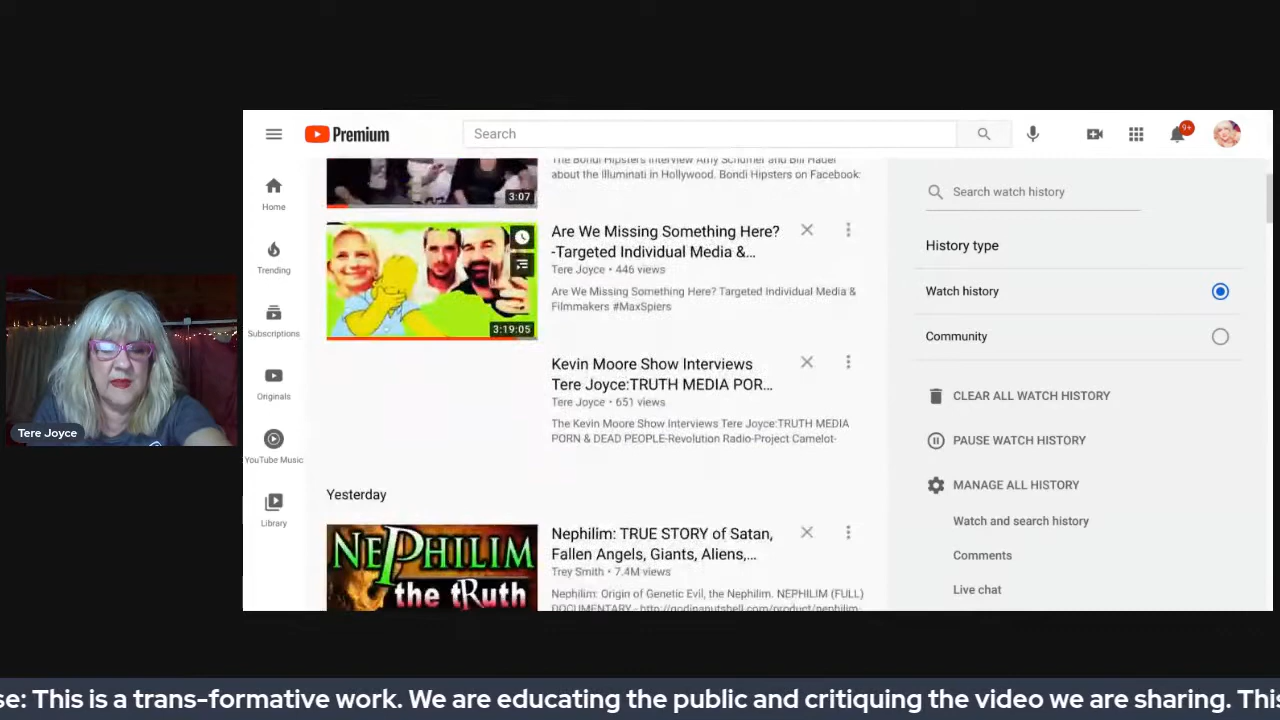 Premium
Search
9+
The Bondi Hipsters interview Amy Schumer and Bill Hader
about the Illuminati in Hollywood. Bondi Hipsters on Facebook:
3:07
Search watch history
Home
Are We Missing Something Here?
-Targeted Individual Media &...
Tere Joyce • 446 views
Are We Missing Something Here? Targeted Individual Media &
Filmmakers #MaxSpiers
3:19:05
History type
Trending
Watch history
Subscriptions
Community
Kevin Moore Show Interviews
Tere Joyce:TRUTH MEDIA POR...
Tere Joyce • 651 views
The Kevin Moore Show Interviews Tere Joyce:TRUTH MEDIA
PORN & DEAD PEOPLE-Revolution Radio-Project Camelot-
Originals
CLEAR ALL WATCH HISTORY
Tere Joyce
PAUSE WATCH HISTORY
YouTube Music
MANAGE ALL HISTORY
Yesterday
Library
Watch and search history
NEPHILIM
the tRuth
Nephilim: TRUE STORY of Satan,
Fallen Angels, Giants, Aliens,...
Trey Smith • 7.4M views
Nephilim: Origin of Genetic Evil, the Nephilim. NEPHILIM (FULL)
DOCUMENTARY - http://godinanutshell.com/product/nephilim
Comments
Live chat
se: This is a trans-formative work. We are educating the public and critiquing the video we are sharing. This